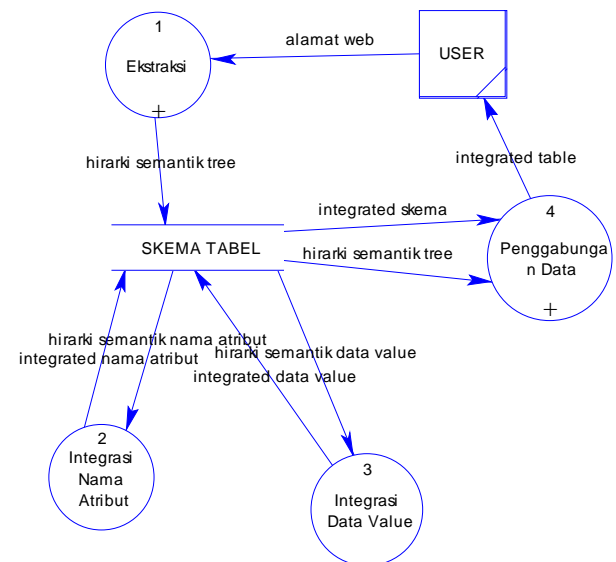 1
Ekstraksi
+
alamat web
USER
hirarki semantik tree
integrated table
integrated skema
4
Penggabunga
n Data
+
SKEMA TABEL
hirarki semantik tree
hirarki semantik nama atribut
integrated nama atribut
hirarki semantik data value
integrated data value
2
Integrasi
Nama
Atribut
3
Integrasi
Data Value